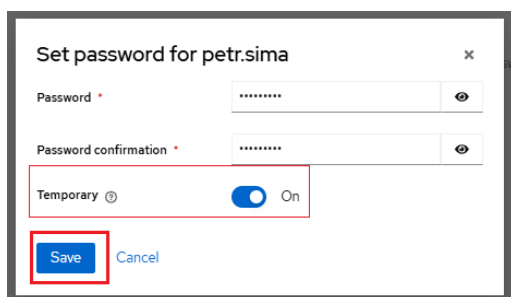 Set password for petr.sima ×
Password * •••••••••
Password confirmation * •••••••••
Temporary ? On
Save Cancel